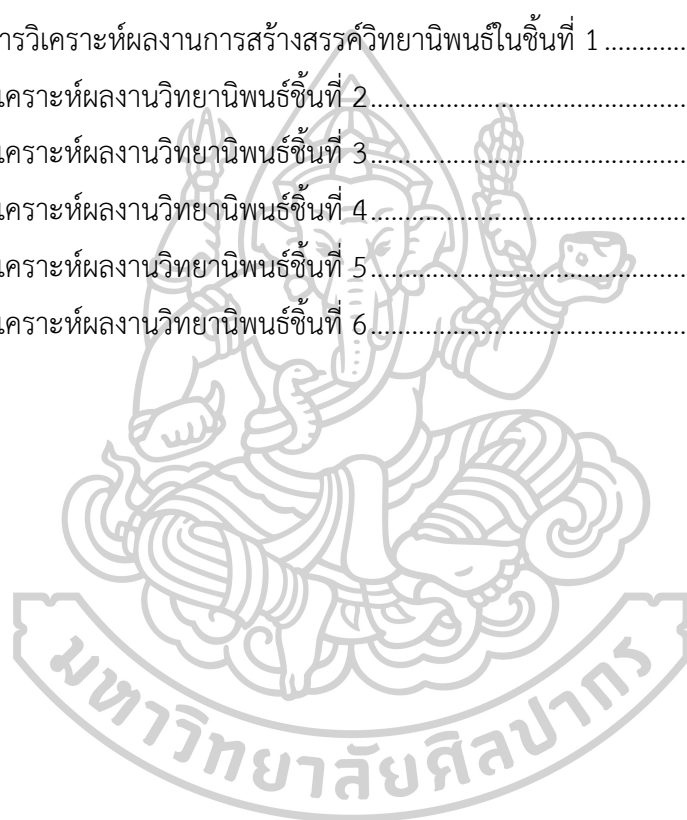 ารวิเคราะห์ผลงานการสร้างสรรค์วิทยานิพนธ์ในชิ้นที่ 1 ............
เคราะห์ผลงานวิทยานิพนธ์ชิ้นที่ 2..........................................
เคราะห์ผลงานวิทยานิพนธ์ชิ้นที่ 3..........................................
เคราะห์ผลงานวิทยานิพนธ์ชิ้นที่ 4..........................................
เคราะห์ผลงานวิทยานิพนธ์ชิ้นที่ 5..........................................
เคราะห์ผลงานวิทยานิพนธ์ชิ้นที่ 6..........................................
มหาวิทยาลัยศิลปากร